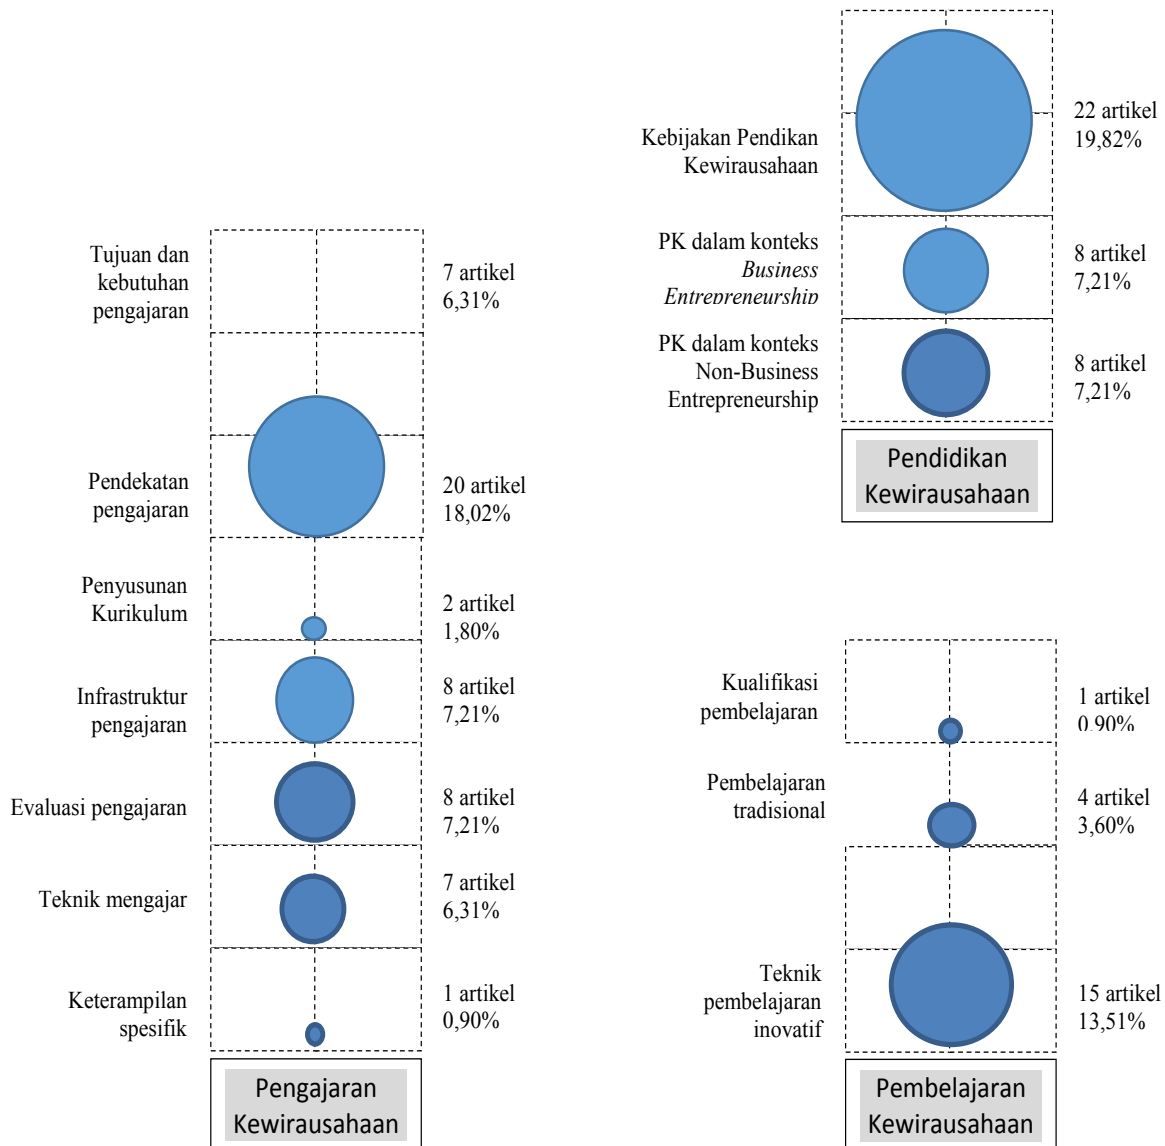 Tujuan dan
kebutuhan
pengajaran
7 artikel
6,31%
Pendekatan
pengajaran
20 artikel
18,02%
Penyusunan
Kurikulum
2 artikel
1,80%
Infrastruktur
pengajaran
8 artikel
7,21%
Evaluasi pengajaran
8 artikel
7,21%
Teknik mengajar
7 artikel
6,31%
Keterampilan
spesifik
1 artikel
0,90%
Pengajaran
Kewirausahaan
Kebijakan Pendikan
Kewirausahaan
22 artikel
19,82%
PK dalam konteks
Business
Entrepreneurship
8 artikel
7,21%
PK dalam konteks
Non-Business
Entrepreneurship
8 artikel
7,21%
Pendidikan
Kewirausahaan
Kualifikasi
pembelajaran
1 artikel
0,90%
Pembelajaran
tradisional
4 artikel
3,60%
Teknik
pembelajaran
inovatif
15 artikel
13,51%
Pembelajaran
Kewirausahaan